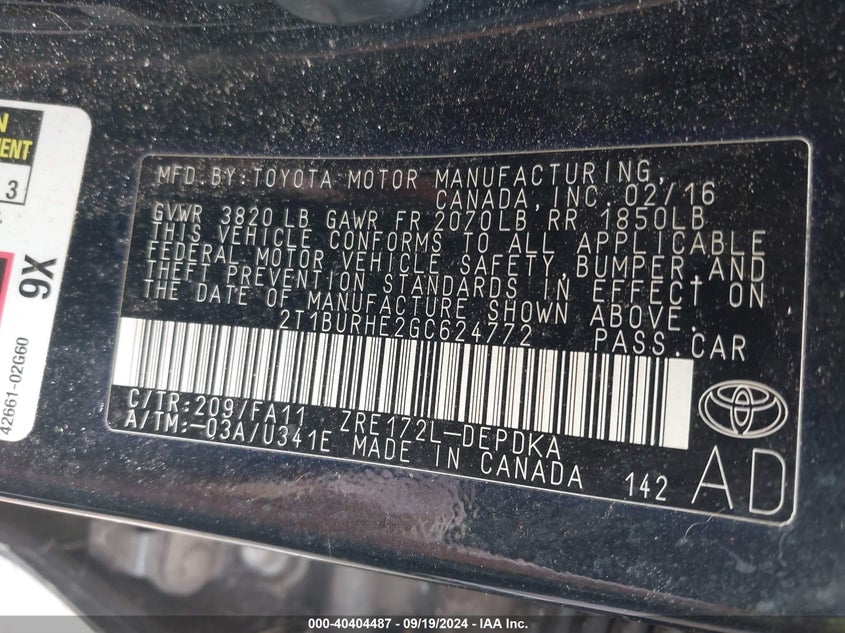 N
MENT
3
9X
42661-02G60
MFD.BY:TOYOTA MOTOR MANUFACTURING,
CANADA,INC.02/16
GVWR 3820LB GAWR FR 2070LB RR 1850LB
THIS VEHICLE CONFORMS TO ALL APPLICABLE
FEDERAL MOTOR VEHICLE SAFETY,BUMPER,AND
THEFT PREVENTION STANDARDS IN EFFECT ON
THE DATE OF MANUFACTURE SHOWN ABOVE.
2T1BURHE2GC624772 PASS.CAR
C/TR:209/FA11 ZRE172L-DEPDKA
A/TM:-03A/U341E MADE IN CANADA 142
AD
000-40404487 - 09/19/2024 - IAA Inc.